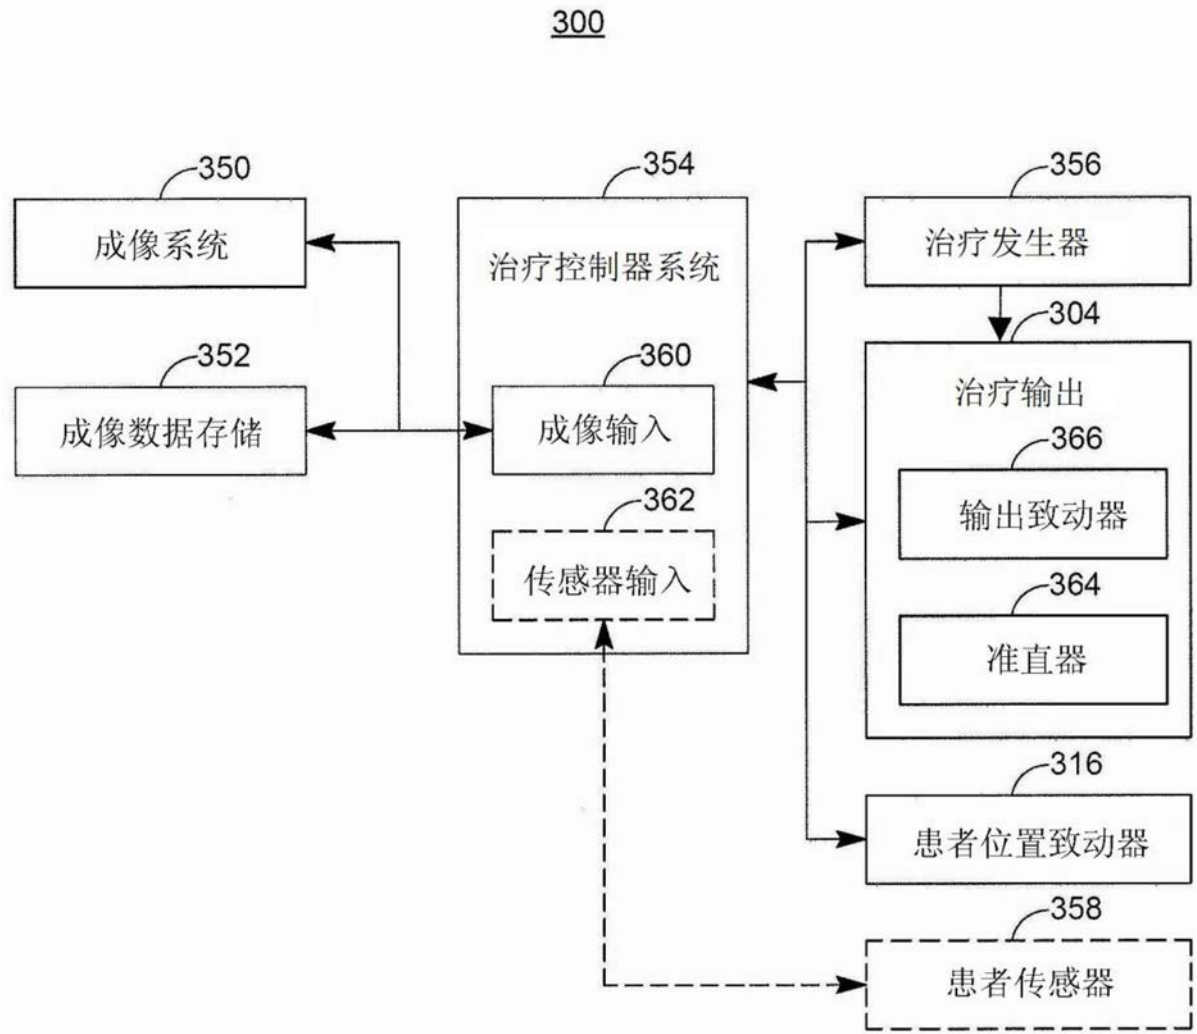 300
350
成像系统
352
成像数据存储
354
治疗控制器系统
360
成像输入
362
传感器输入
356
治疗发生器
304
治疗输出
366
输出致动器
364
准直器
316
患者位置致动器
358
患者传感器